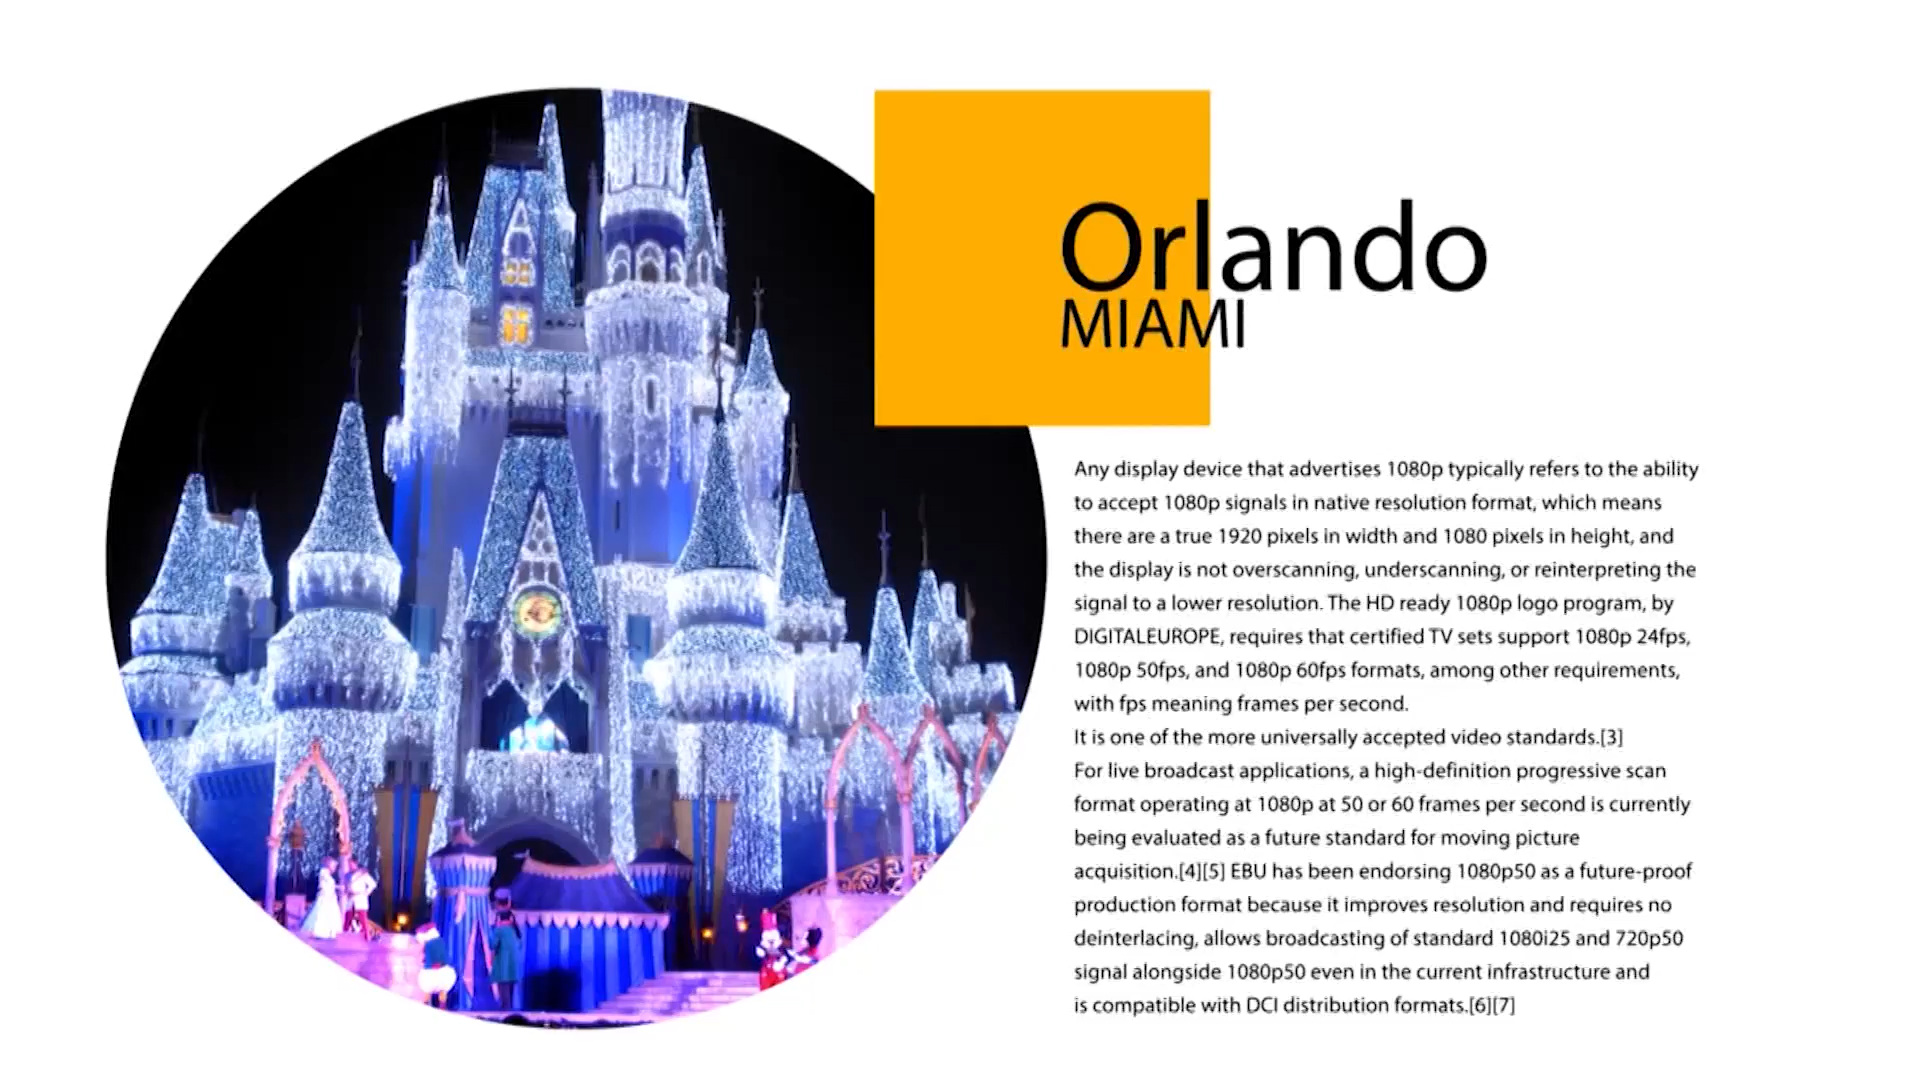 Orlando
MIAMI
Any display device that advertises 1080p typically refers to the ability
to accept 1080p signals in native resolution format, which means
there are a true 1920 pixels in width and 1080 pixels in height, and
the display is not overscanning, underscanning, or reinterpreting the
signal to a lower resolution. The HD ready 1080p logo program, by
DIGITALEUROPE, requires that certified TV sets support 1080p 24fps,
1080p 50fps, and 1080p 60fps formats, among other requirements,
with fps meaning frames per second.
It is one of the more universally accepted video standards.[3]
For live broadcast applications, a high-definition progressive scan
format operating at 1080p at 50 or 60 frames per second is currently
being evaluated as a future standard for moving picture
acquisition.[4][5] EBU has been endorsing 1080p50 as a future-proof
production format because it improves resolution and requires no
deinterlacing, allows broadcasting of standard 1080i25 and 720p50
signal alongside 1080p50 even in the current infrastructure and
is compatible with DCI distribution formats.[6][7]